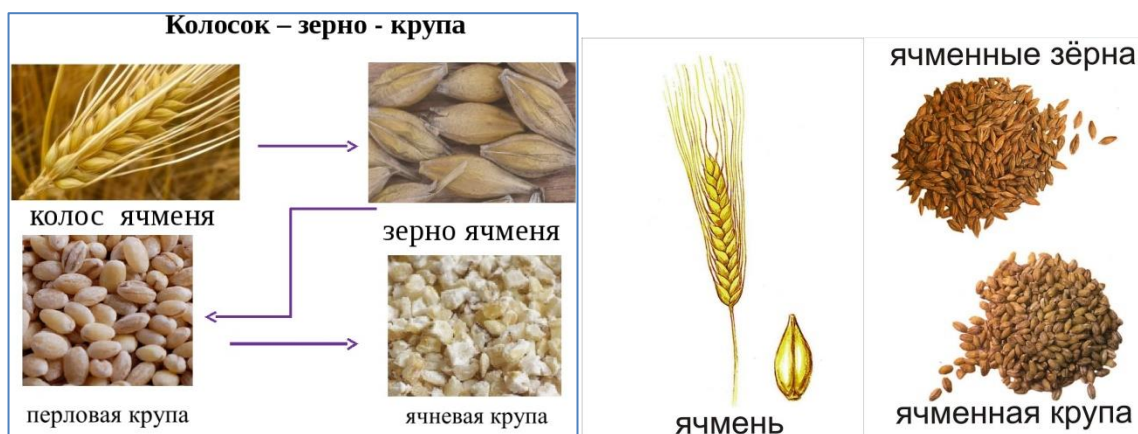 Колосок – зерно - крупа
колос ячменя
зерно ячменя
перловая крупа
ячневая крупа
ячмень
ячменные зёрна
ячменная крупа